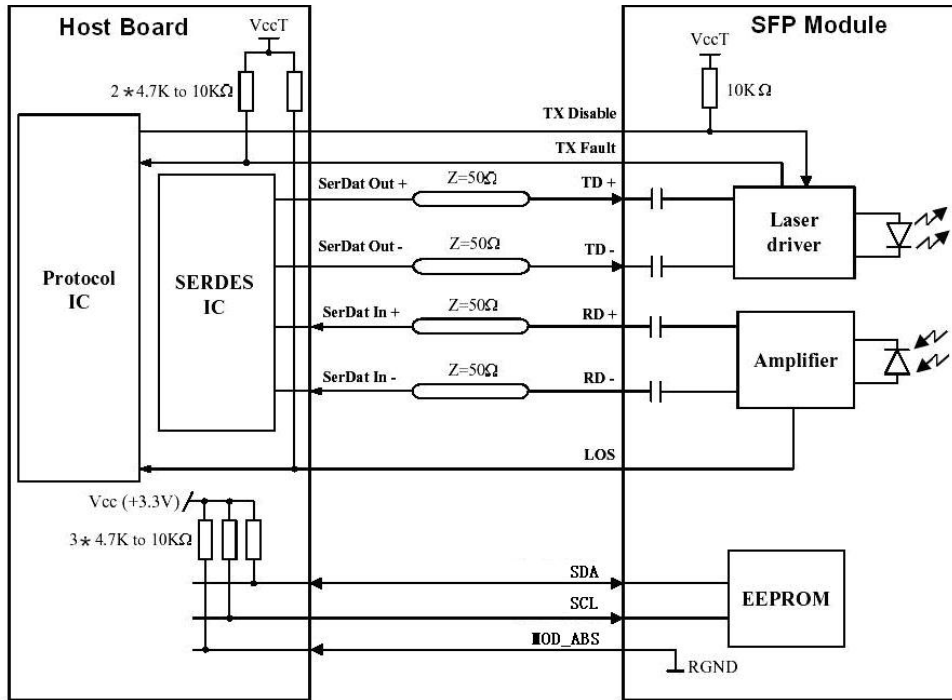 Host Board
SFP Module
VccT
VccT
2*4.7K to 10KΩ
10KΩ
TX Disable
TX Fault
SerDat Out +
Z=50Ω
TD +
Laser
driver
SerDat Out -
Z=50Ω
TD -
Protocol
IC
SERDES
IC
SerDat In +
Z=50Ω
RD +
Amplifier
SerDat In -
Z=50Ω
RD -
LOS
Vcc (+3.3V)
3*4.7K to 10KΩ
SDA
SCL
EEPROM
MOD_ABS
RGND